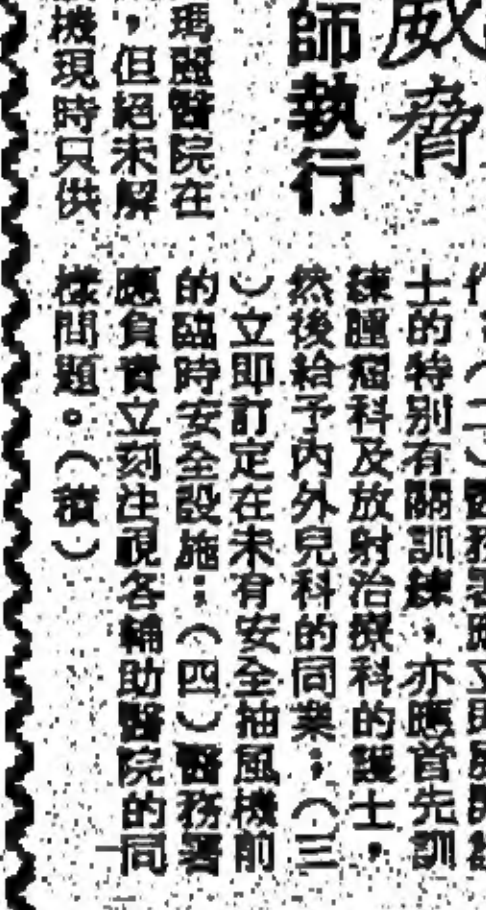 威脅
師執行
瑪麗醫院在
，但絕未解
機現時只供
士的特別有關訓練，亦應首先訓
練腫瘤科及放射治療科的護士，
然後給予內外兒科的同業；（三
）立即訂定在未有安全抽風機前
的臨時安全設施；（四）醫務署
應負責立刻注視各輔助醫院的同
樣問題。（積）